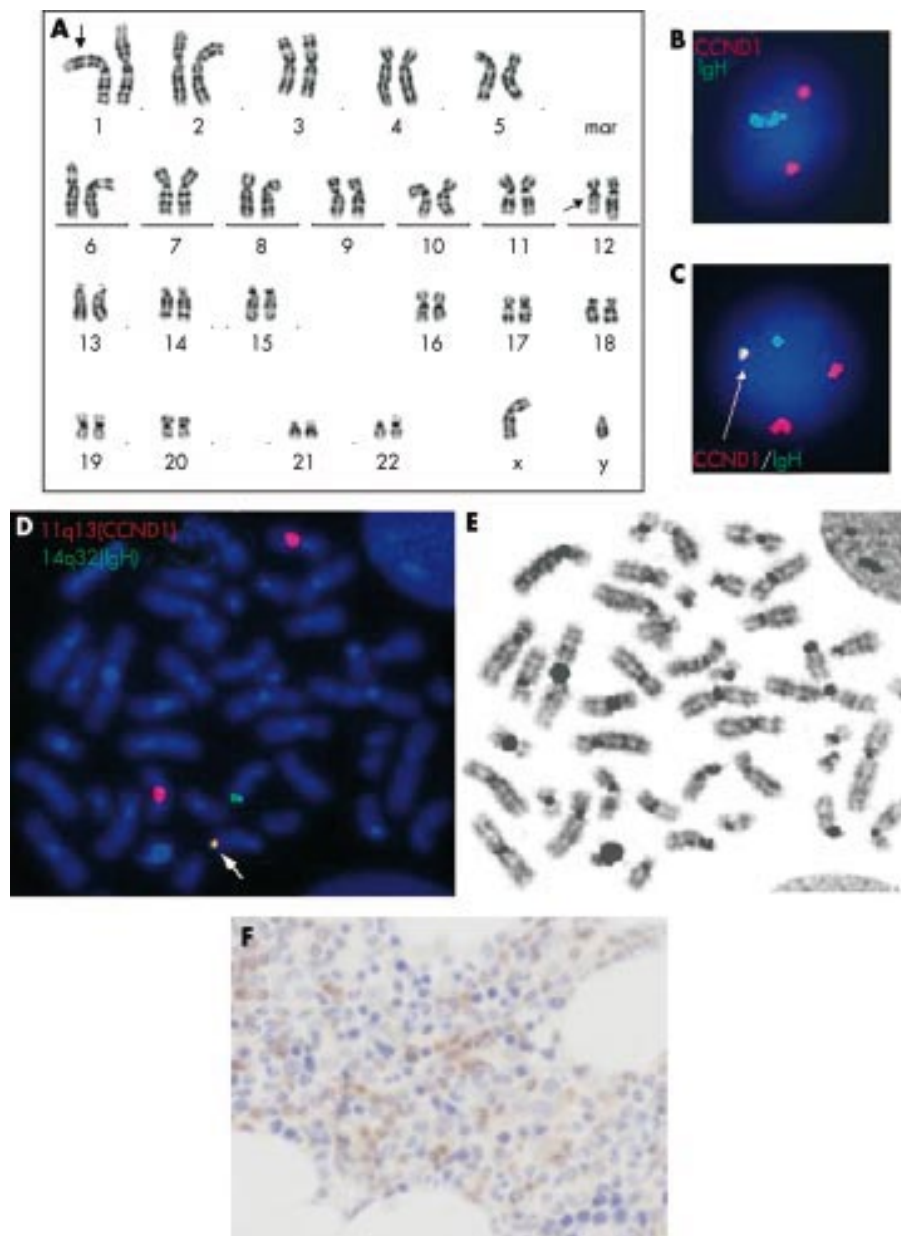 A
1 2 3 4 5 mar
6 7 8 9 10 11 12
13 14 15 16 17 18
19 20 21 22 x y
B
CCND1
IgH
C
CCND1/IgH
D
11q13(CCND1)
14q32(IgH)
E
F